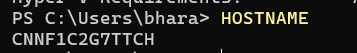 PS C:\Users\bhara> HOSTNAME
CNNF1C2G7TTCH